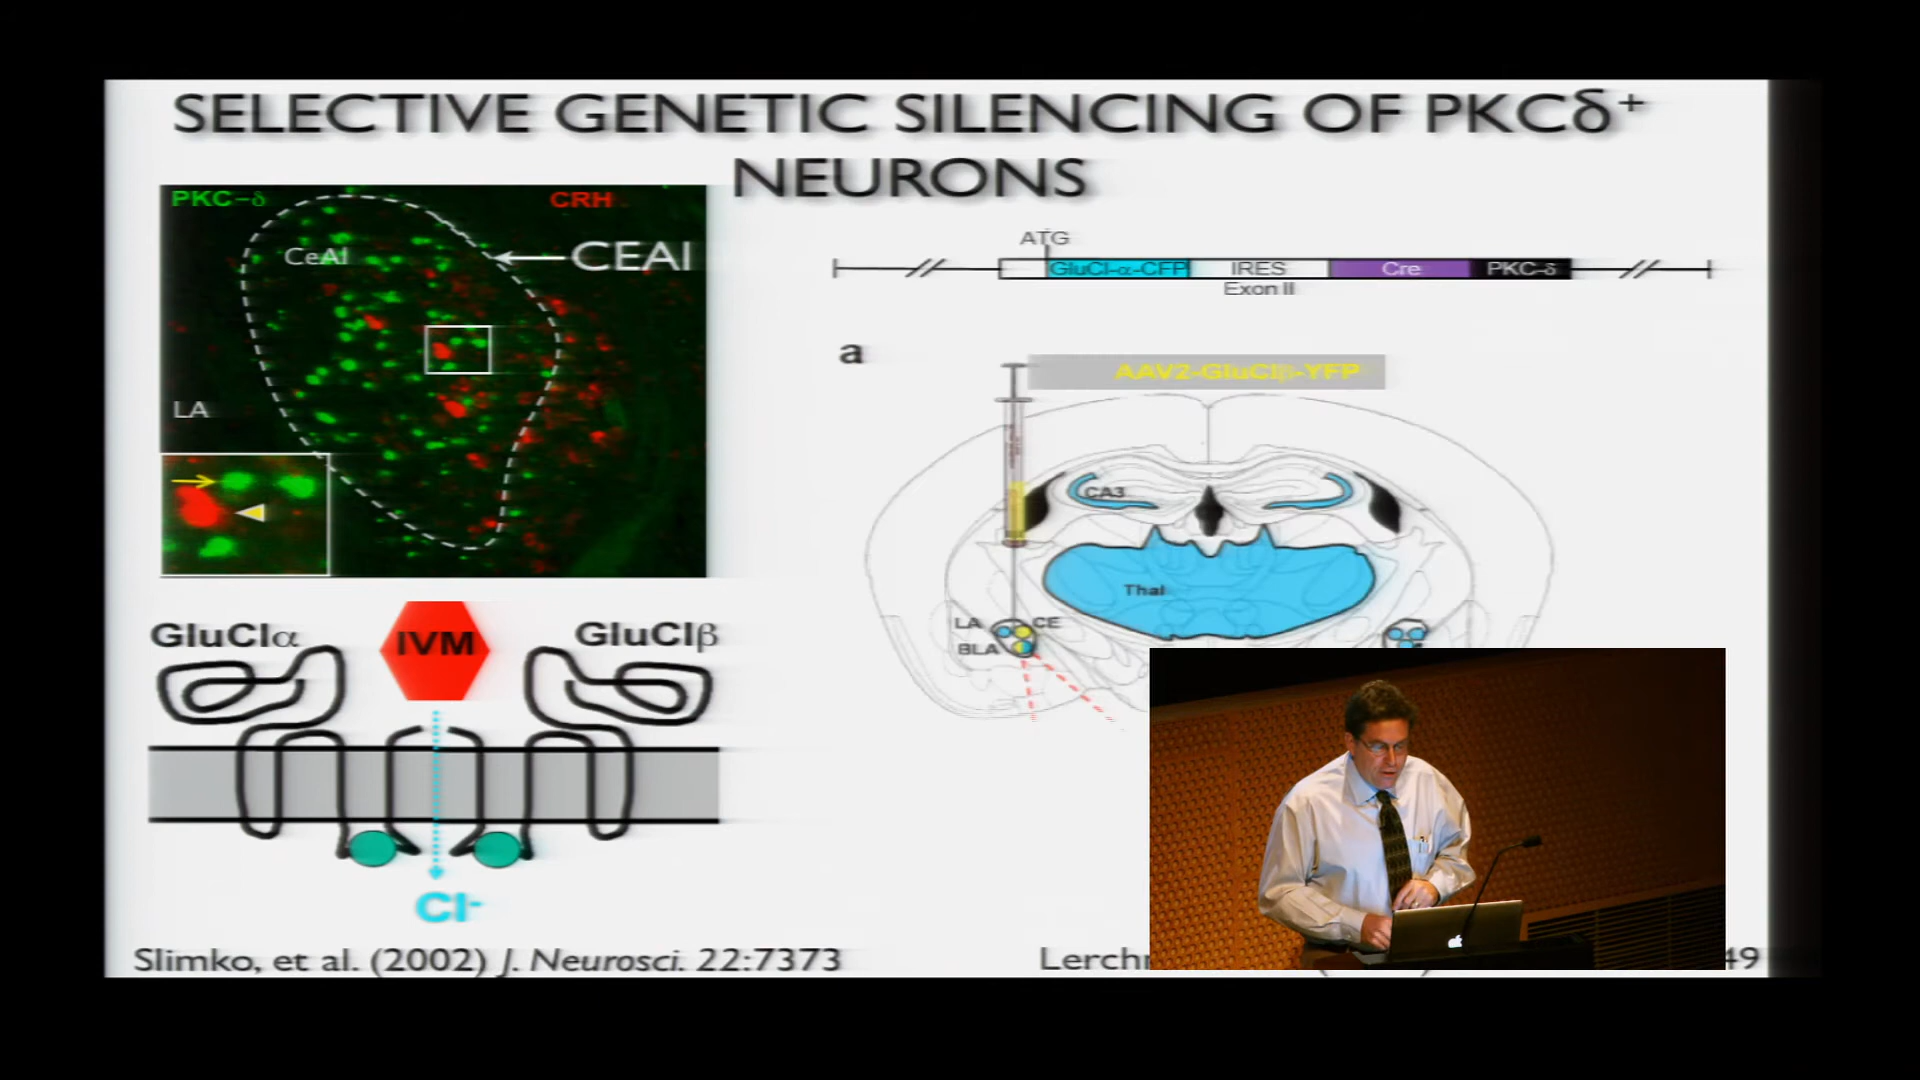 SELECTIVE GENETIC SILENCING OF PKCδ⁺
NEURONS
PKC-δ
CRH
CeAl
CEAl
LA
ATG
GluCl-α-CFP IRES Cre PKC-δ
Exon II
a
AAV2-GluClβ-YFP
CA3
Thal
LA CE
BLA
GluClα
IVM
GluClβ
Cl⁻
Slimko, et al. (2002) J. Neurosci. 22:7373
49